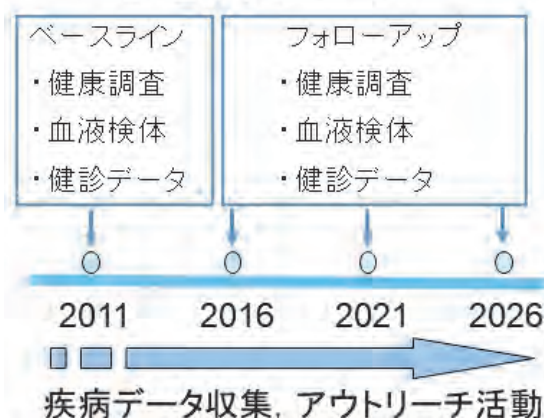 ベースライン
・健康調査
・血液検体
・健診データ
フォローアップ
・健康調査
・血液検体
・健診データ
2011 2016 2021 2026
疾病データ収集，アウトリーチ活動